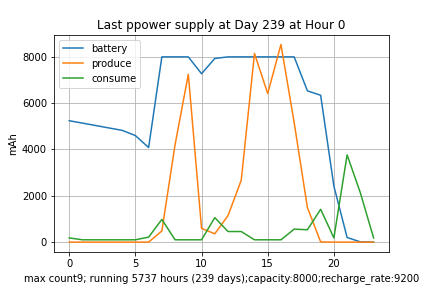 Last ppower supply at Day 239 at Hour 0
battery
produce
consume
8000
6000
4000
2000
0
mAh
0
5
10
15
20
max count9; running 5737 hours (239 days);capacity:8000;recharge_rate:9200